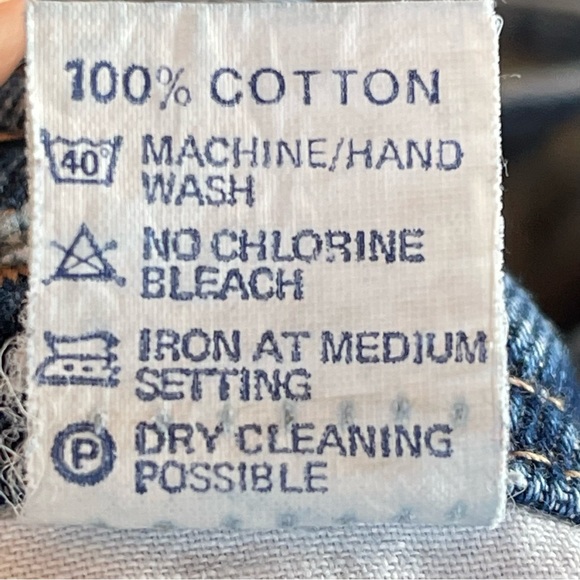 100% COTTON
40° MACHINE/HAND
WASH
NO CHLORINE
BLEACH
IRON AT MEDIUM
SETTING
P DRY CLEANING
POSSIBLE